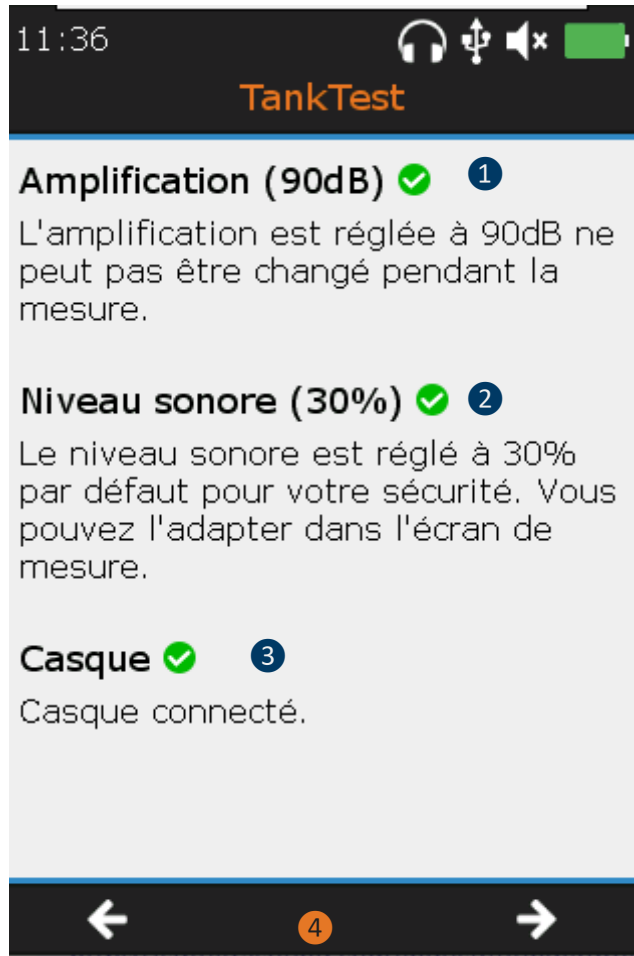 11:36
TankTest
Amplification (90dB) 1
L'amplification est réglée à 90dB ne
peut pas être changé pendant la
mesure.
Niveau sonore (30%) 2
Le niveau sonore est réglé à 30%
par défaut pour votre sécurité. Vous
pouvez l'adapter dans l'écran de
mesure.
Casque 3
Casque connecté.
4